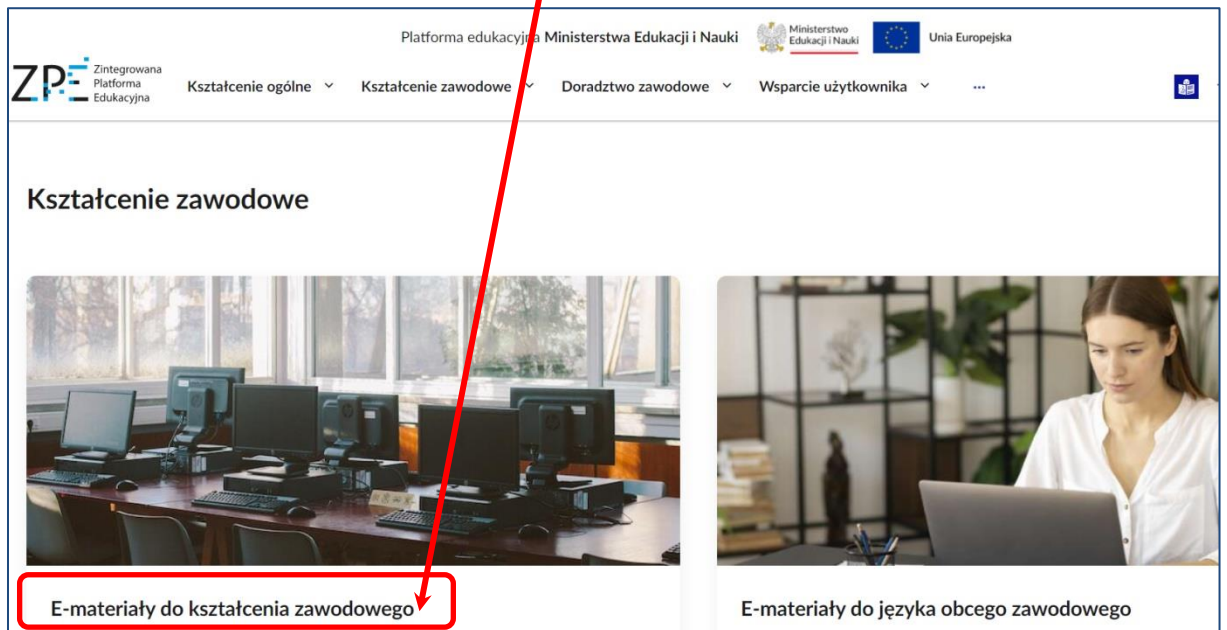 Platforma edukacyjna Ministerstwa Edukacji i Nauki
Ministerstwo
Edukacji i Nauki
Unia Europejska
ZPE
Zintegrowana
Platforma
Edukacyjna
Kształcenie ogólne
Kształcenie zawodowe
Doradztwo zawodowe
Wsparcie użytkownika
...
Kształcenie zawodowe
E-materiały do kształcenia zawodowego
E-materiały do języka obcego zawodowego